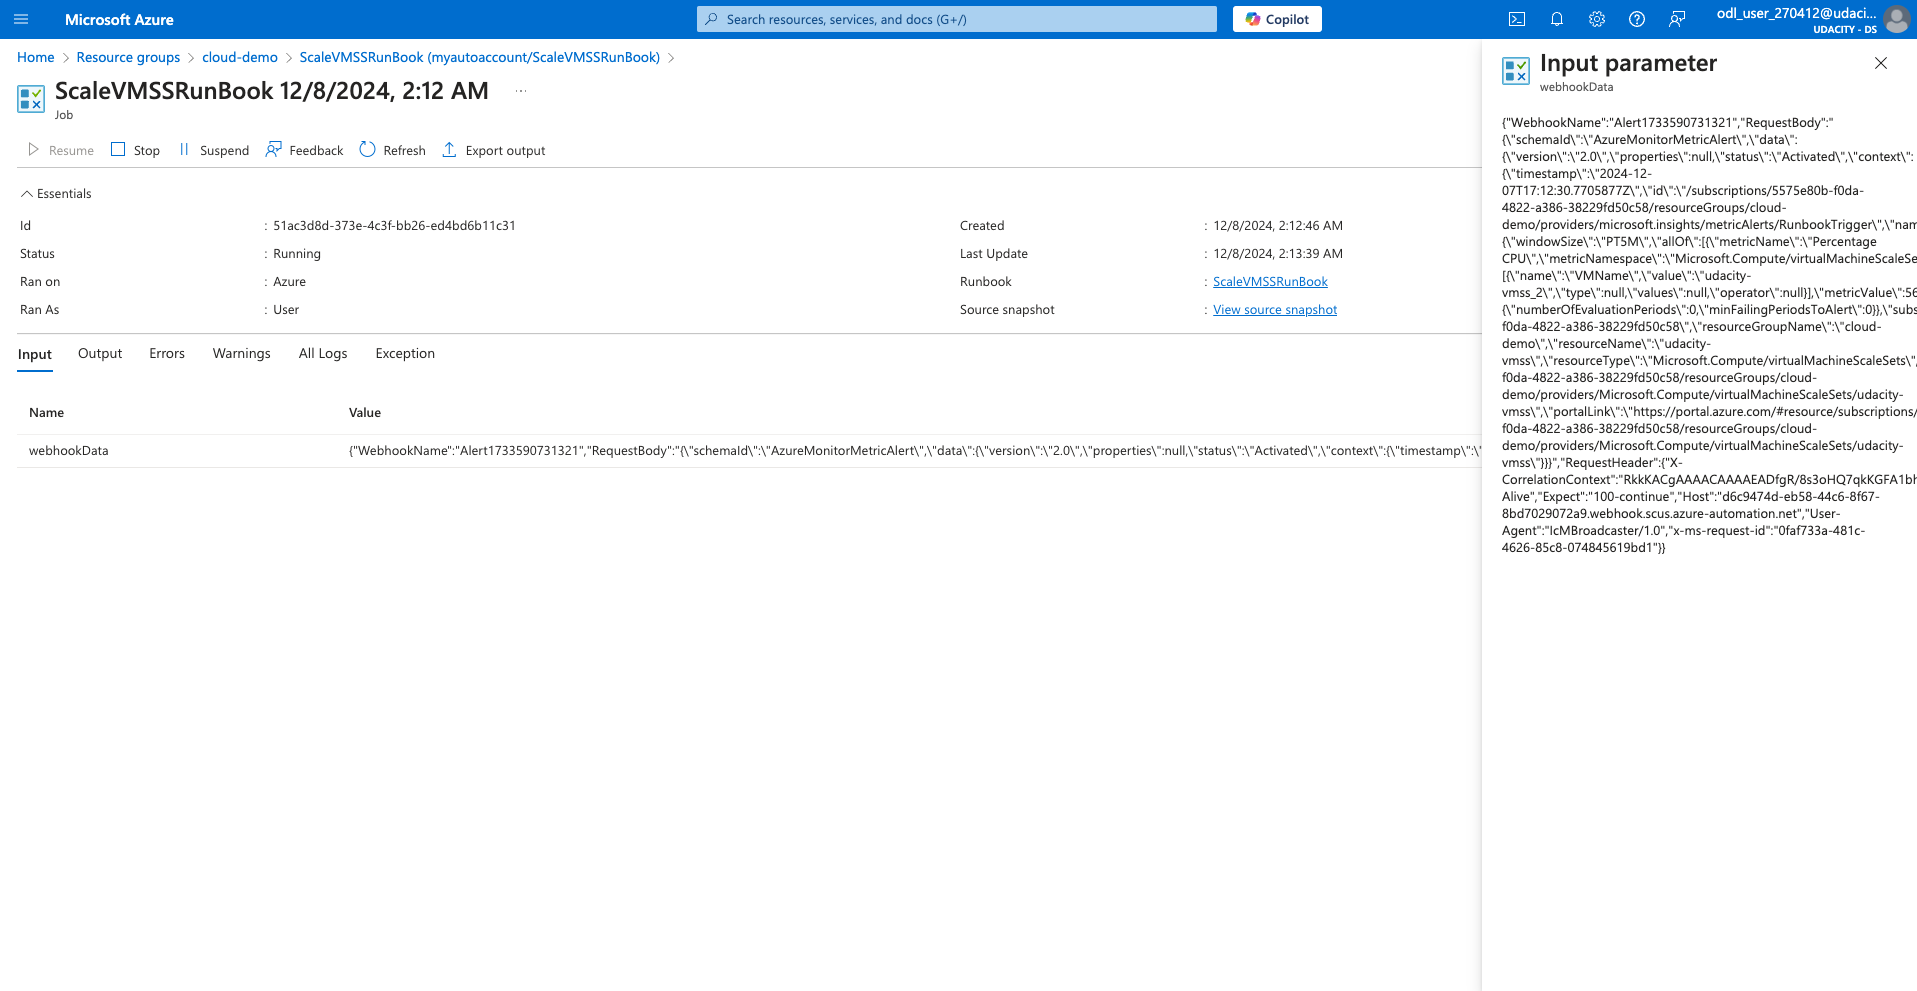 Microsoft Azure
Search resources, services, and docs (G+/)
Copilot
odl_user_270412@udaci...
UDACITY - DS
Home > Resource groups > cloud-demo > ScaleVMSSRunBook (myautoaccount/ScaleVMSSRunBook) >
ScaleVMSSRunBook 12/8/2024, 2:12 AM ...
Job
Resume Stop Suspend Feedback Refresh Export output
Essentials
Id : 51ac3d8d-373e-4c3f-bb26-ed4bd6b11c31
Status : Running
Ran on : Azure
Ran As : User
Created : 12/8/2024, 2:12:46 AM
Last Update : 12/8/2024, 2:13:39 AM
Runbook : ScaleVMSSRunBook
Source snapshot : View source snapshot
Input Output Errors Warnings All Logs Exception
Name Value
webhookData {"WebhookName":"Alert1733590731321","RequestBody":"{\"schemaId\":\"AzureMonitorMetricAlert\",\"data\":{\"version\":\"2.0\",\"properties\":null,\"status\":\"Activated\",\"context\":{\"timestamp\":\"
Input parameter
webhookData
{"WebhookName":"Alert1733590731321","RequestBody":"
{\"schemaId\":\"AzureMonitorMetricAlert\",\"data\":
{\"version\":\"2.0\",\"properties\":null,\"status\":\"Activated\",\"context\":
{\"timestamp\":\"2024-12-
07T17:12:30.7705877Z\",\"id\":\"/subscriptions/5575e80b-f0da-
4822-a386-38229fd50c58/resourceGroups/cloud-
demo/providers/microsoft.insights/metricAlerts/RunbookTrigger\",\"nam
{\"windowSize\":\"PT5M\",\"allOf\":[{\"metricName\":\"Percentage
CPU\",\"metricNamespace\":\"Microsoft.Compute/virtualMachineScaleSe
[{\"name\":\"VMName\",\"value\":\"udacity-
vmss_2\",\"type\":null,\"values\":null,\"operator\":null}],\"metricValue\":56
{\"numberOfEvaluationPeriods\":0,\"minFailingPeriodsToAlert\":0}},\"subs
f0da-4822-a386-38229fd50c58\",\"resourceGroupName\":\"cloud-
demo\",\"resourceName\":\"udacity-
vmss\",\"resourceType\":\"Microsoft.Compute/virtualMachineScaleSets\",
f0da-4822-a386-38229fd50c58/resourceGroups/cloud-
demo/providers/Microsoft.Compute/virtualMachineScaleSets/udacity-
vmss\",\"portalLink\":\"https://portal.azure.com/#resource/subscriptions/
f0da-4822-a386-38229fd50c58/resourceGroups/cloud-
demo/providers/Microsoft.Compute/virtualMachineScaleSets/udacity-
vmss\"}}}","RequestHeader":{"X-
CorrelationContext":"RkkKACgAAAACAAAAEADfgR/8s3oHQ7qkKGFA1bh
Alive","Expect":"100-continue","Host":"d6c9474d-eb58-44c6-8f67-
8bd7029072a9.webhook.scus.azure-automation.net","User-
Agent":"IcMBroadcaster/1.0","x-ms-request-id":"0faf733a-481c-
4626-85c8-074845619bd1"}}